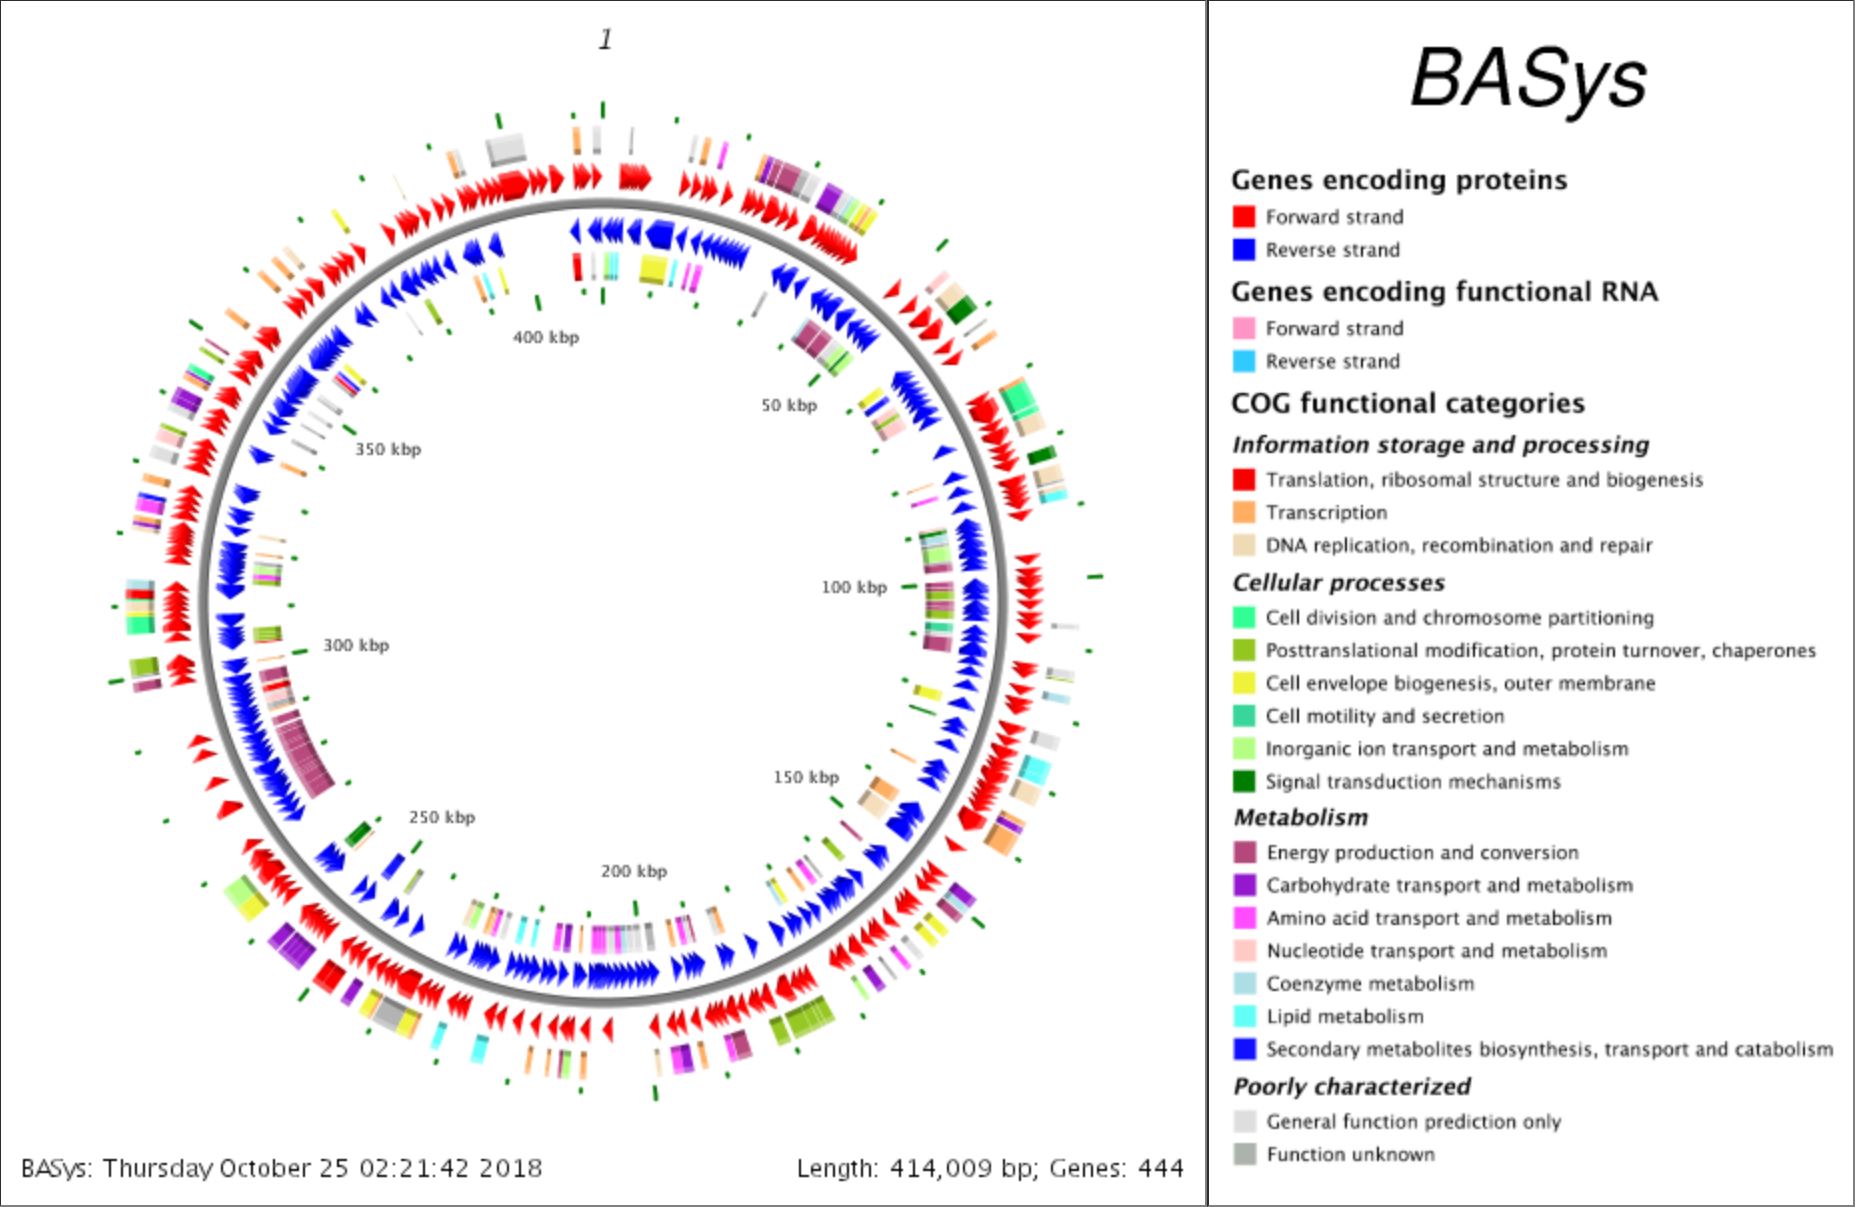 1
400 kbp
50 kbp
350 kbp
100 kbp
300 kbp
150 kbp
250 kbp
200 kbp
BASys: Thursday October 25 02:21:42 2018
Length: 414,009 bp; Genes: 444
BASys
Genes encoding proteins
Forward strand
Reverse strand
Genes encoding functional RNA
Forward strand
Reverse strand
COG functional categories
Information storage and processing
Translation, ribosomal structure and biogenesis
Transcription
DNA replication, recombination and repair
Cellular processes
Cell division and chromosome partitioning
Posttranslational modification, protein turnover, chaperones
Cell envelope biogenesis, outer membrane
Cell motility and secretion
Inorganic ion transport and metabolism
Signal transduction mechanisms
Metabolism
Energy production and conversion
Carbohydrate transport and metabolism
Amino acid transport and metabolism
Nucleotide transport and metabolism
Coenzyme metabolism
Lipid metabolism
Secondary metabolites biosynthesis, transport and catabolism
Poorly characterized
General function prediction only
Function unknown